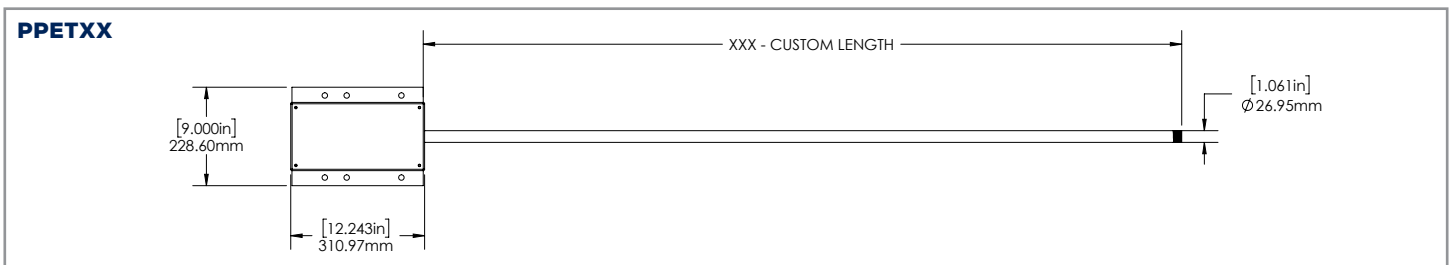 PPETXX
XXX - CUSTOM LENGTH
[1.061in]
Ø26.95mm
[9.000in]
228.60mm
[12.243in]
310.97mm